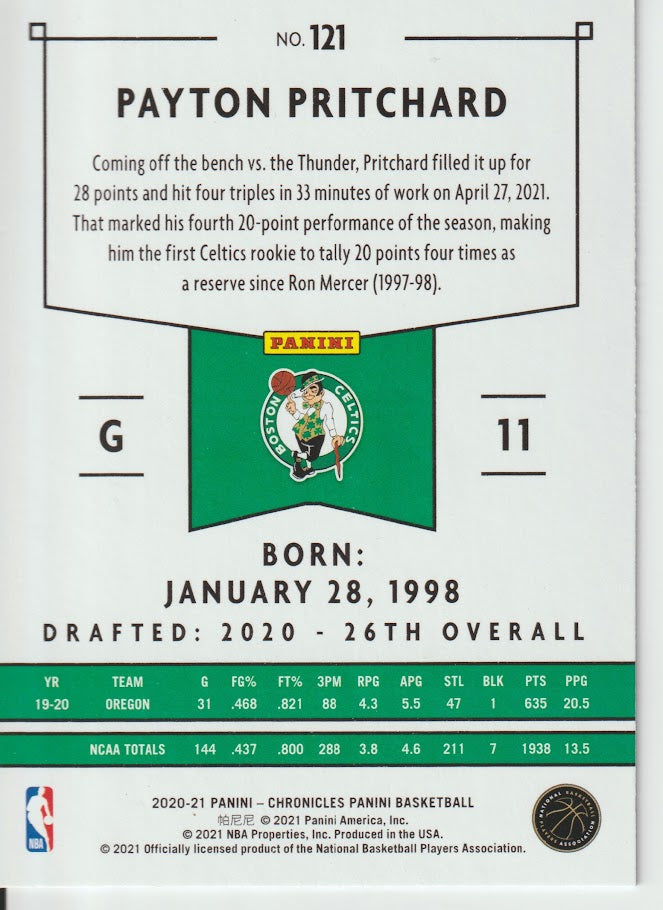 NO. 121
PAYTON PRITCHARD
Coming off the bench vs. the Thunder, Pritchard filled it up for
28 points and hit four triples in 33 minutes of work on April 27, 2021.
That marked his fourth 20-point performance of the season, making
him the first Celtics rookie to tally 20 points four times as
a reserve since Ron Mercer (1997-98).
PANINI
BOSTON CELTICS
G
11
BORN:
JANUARY 28, 1998
DRAFTED: 2020 - 26TH OVERALL
YR TEAM G FG% FT% 3PM RPG APG STL BLK PTS PPG
19-20 OREGON 31 .468 .821 88 4.3 5.5 47 1 635 20.5
NCAA TOTALS 144 .437 .800 288 3.8 4.6 211 7 1938 13.5
2020-21 PANINI – CHRONICLES PANINI BASKETBALL
帕尼尼 © 2021 Panini America, Inc.
© 2021 NBA Properties, Inc. Produced in the USA.
© 2021 Officially licensed product of the National Basketball Players Association.
NBA
NATIONAL BASKETBALL PLAYERS ASSOCIATION